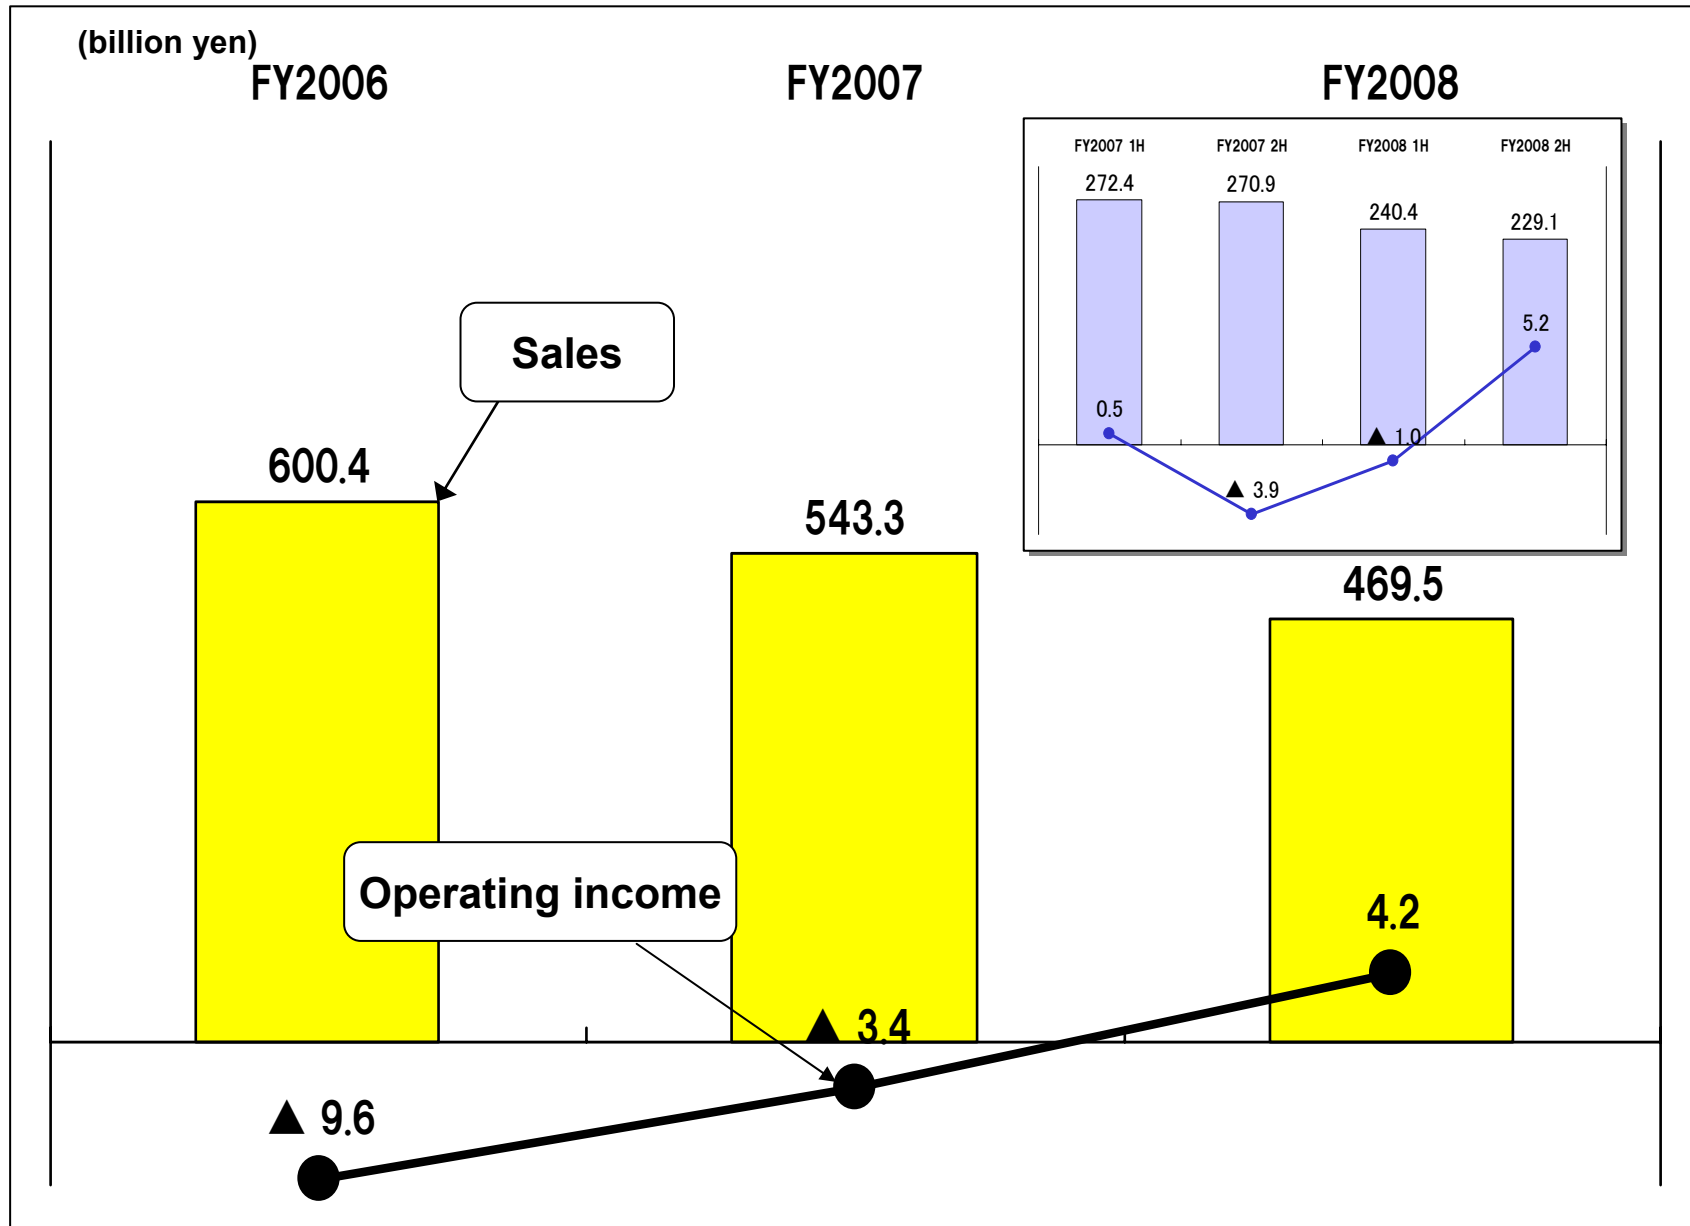 (billion yen)
FY2006 FY2007 FY2008
FY2007 1H FY2007 2H FY2008 1H FY2008 2H
272.4 270.9 240.4 229.1
5.2
0.5
▲ 1.0
▲ 3.9
Sales
600.4
543.3
469.5
Operating income
4.2
▲ 3.4
▲ 9.6